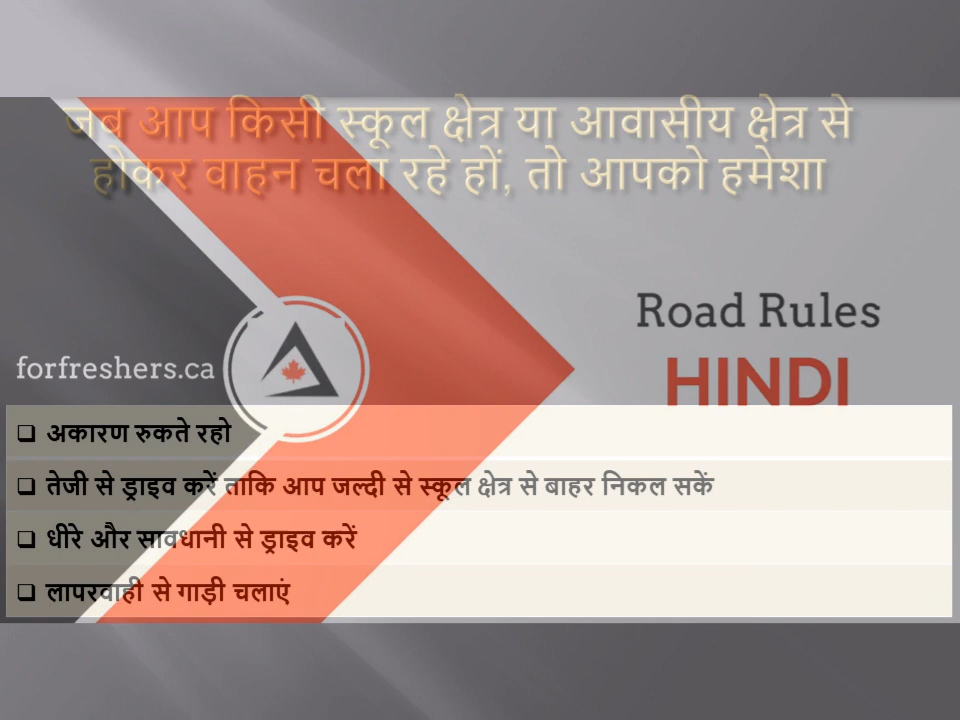 जब आप किसी स्कूल क्षेत्र या आवासीय क्षेत्र से
होकर वाहन चला रहे हों, तो आपको हमेशा
Road Rules
HINDI
forfreshers.ca
अकारण रुकते रहो
तेजी से ड्राइव करें ताकि आप जल्दी से स्कूल क्षेत्र से बाहर निकल सकें
धीरे और सावधानी से ड्राइव करें
लापरवाही से गाड़ी चलाएं